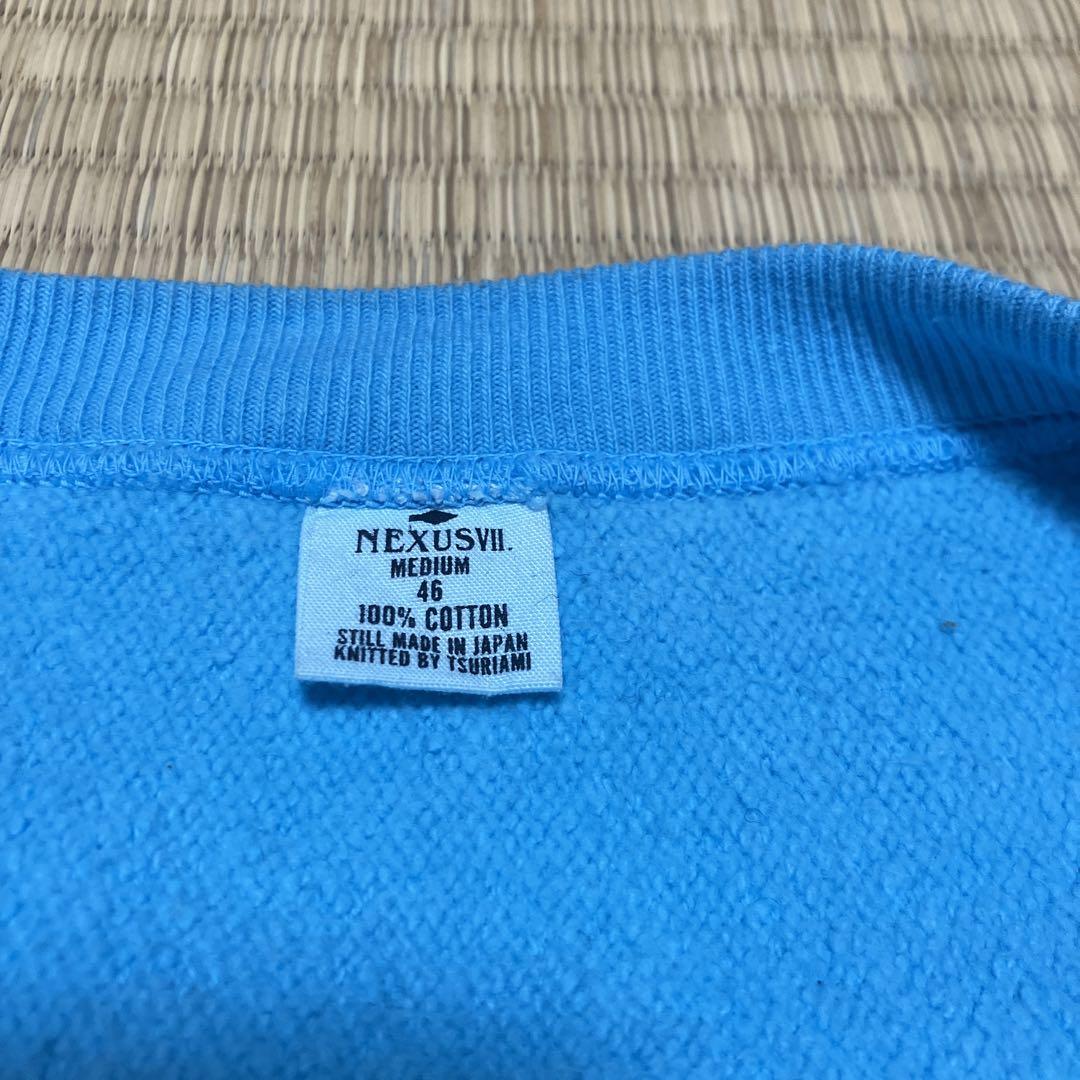 NEXUSVII.
MEDIUM
46
100% COTTON
STILL MADE IN JAPAN
KNITTED BY TSURIAMI